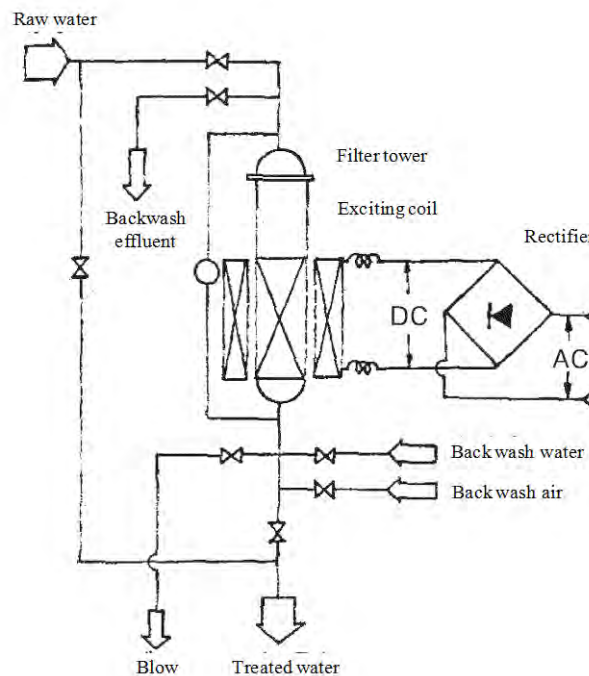 Raw water
Filter tower
Backwash
effluent
Exciting coil
Rectifier
DC
AC
Back wash water
Back wash air
Blow
Treated water